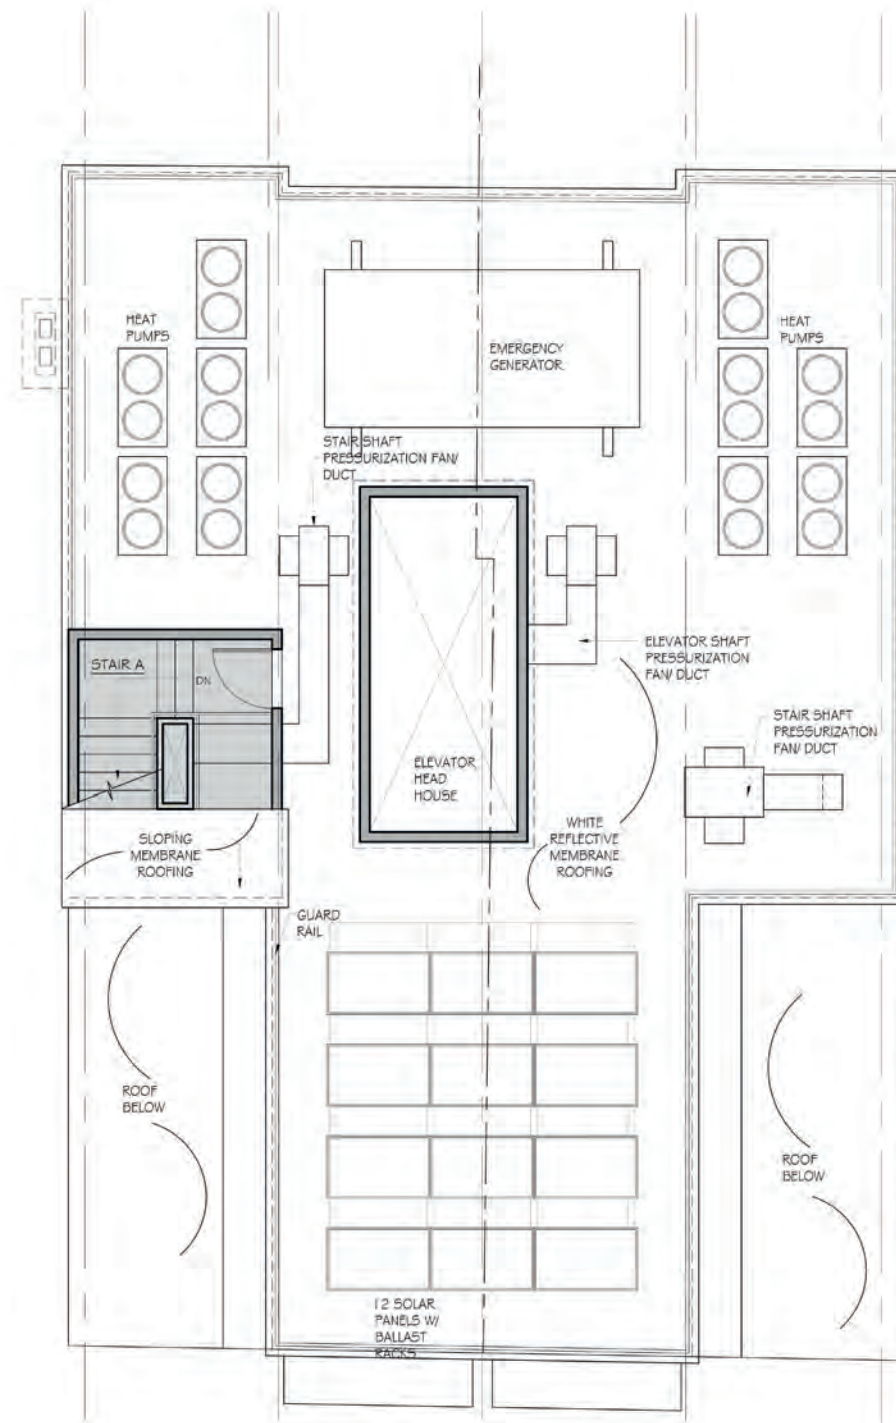 HEAT
PUMPS
EMERGENCY
GENERATOR
HEAT
PUMPS
STAIR SHAFT
PRESSURIZATION FAN/
DUCT
STAIR A
DN
ELEVATOR SHAFT
PRESSURIZATION
FAN/ DUCT
STAIR SHAFT
PRESSURIZATION
FAN/ DUCT
ELEVATOR
HEAD
HOUSE
SLOPING
MEMBRANE
ROOFING
WHITE
REFLECTIVE
MEMBRANE
ROOFING
GUARD
RAIL
ROOF
BELOW
ROOF
BELOW
12 SOLAR
PANELS W/
BALLAST
RACKS